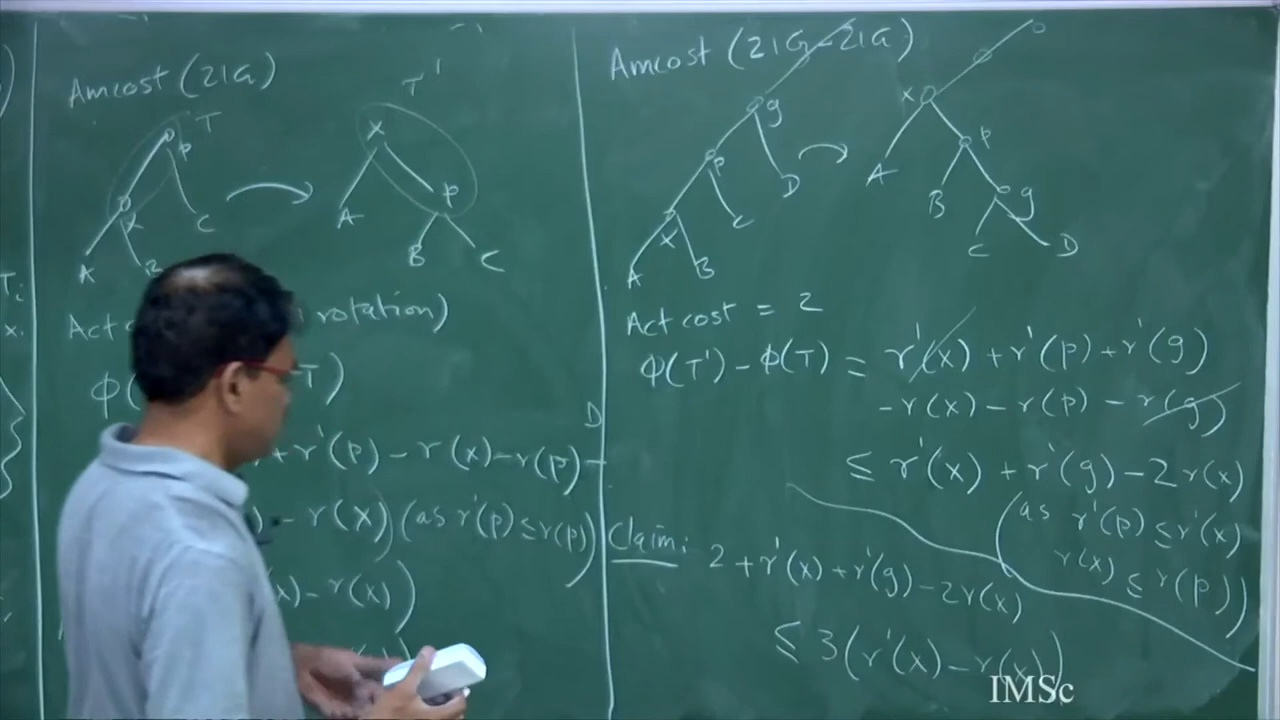 Amcost (ZIG)
T
T'
p
x
x
p
A
B
C
A
B
C
Act rotation)
ϕ( T)
+ r'(p) - r(x) - r(p)
- r(x)) (as r'(p) ≤ r(p))
x) - r(x))
Amcost (ZIG-ZIG)
g
p
x
A
B
C
D
x
p
g
A
B
C
D
Act cost = 2
ϕ(T') - ϕ(T) = r'(x) + r'(p) + r'(g)
- r(x) - r(p) - r(g)
≤ r'(x) + r'(g) - 2r(x)
(as r'(p) ≤ r'(x)
r(x) ≤ r(p))
Claim: 2 + r'(x) + r'(g) - 2r(x)
≤ 3(r'(x) - r(x))
IMSc